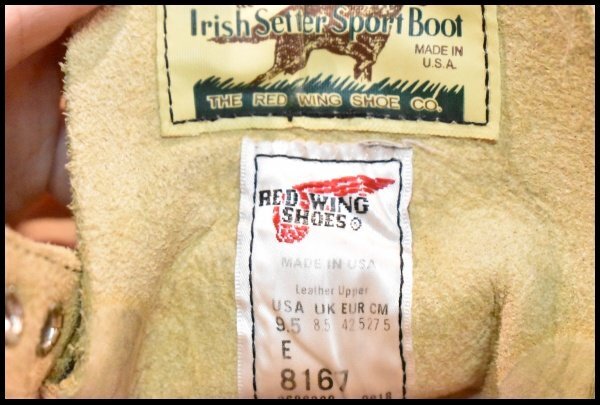 Irish Setter Sport Boot
MADE IN
U.S.A.
THE RED WING SHOE CO.
RED WING
SHOES ®
MADE IN USA
Leather Upper
USA UK EUR CM
9.5 8.5 42.5 27.5
E
8167